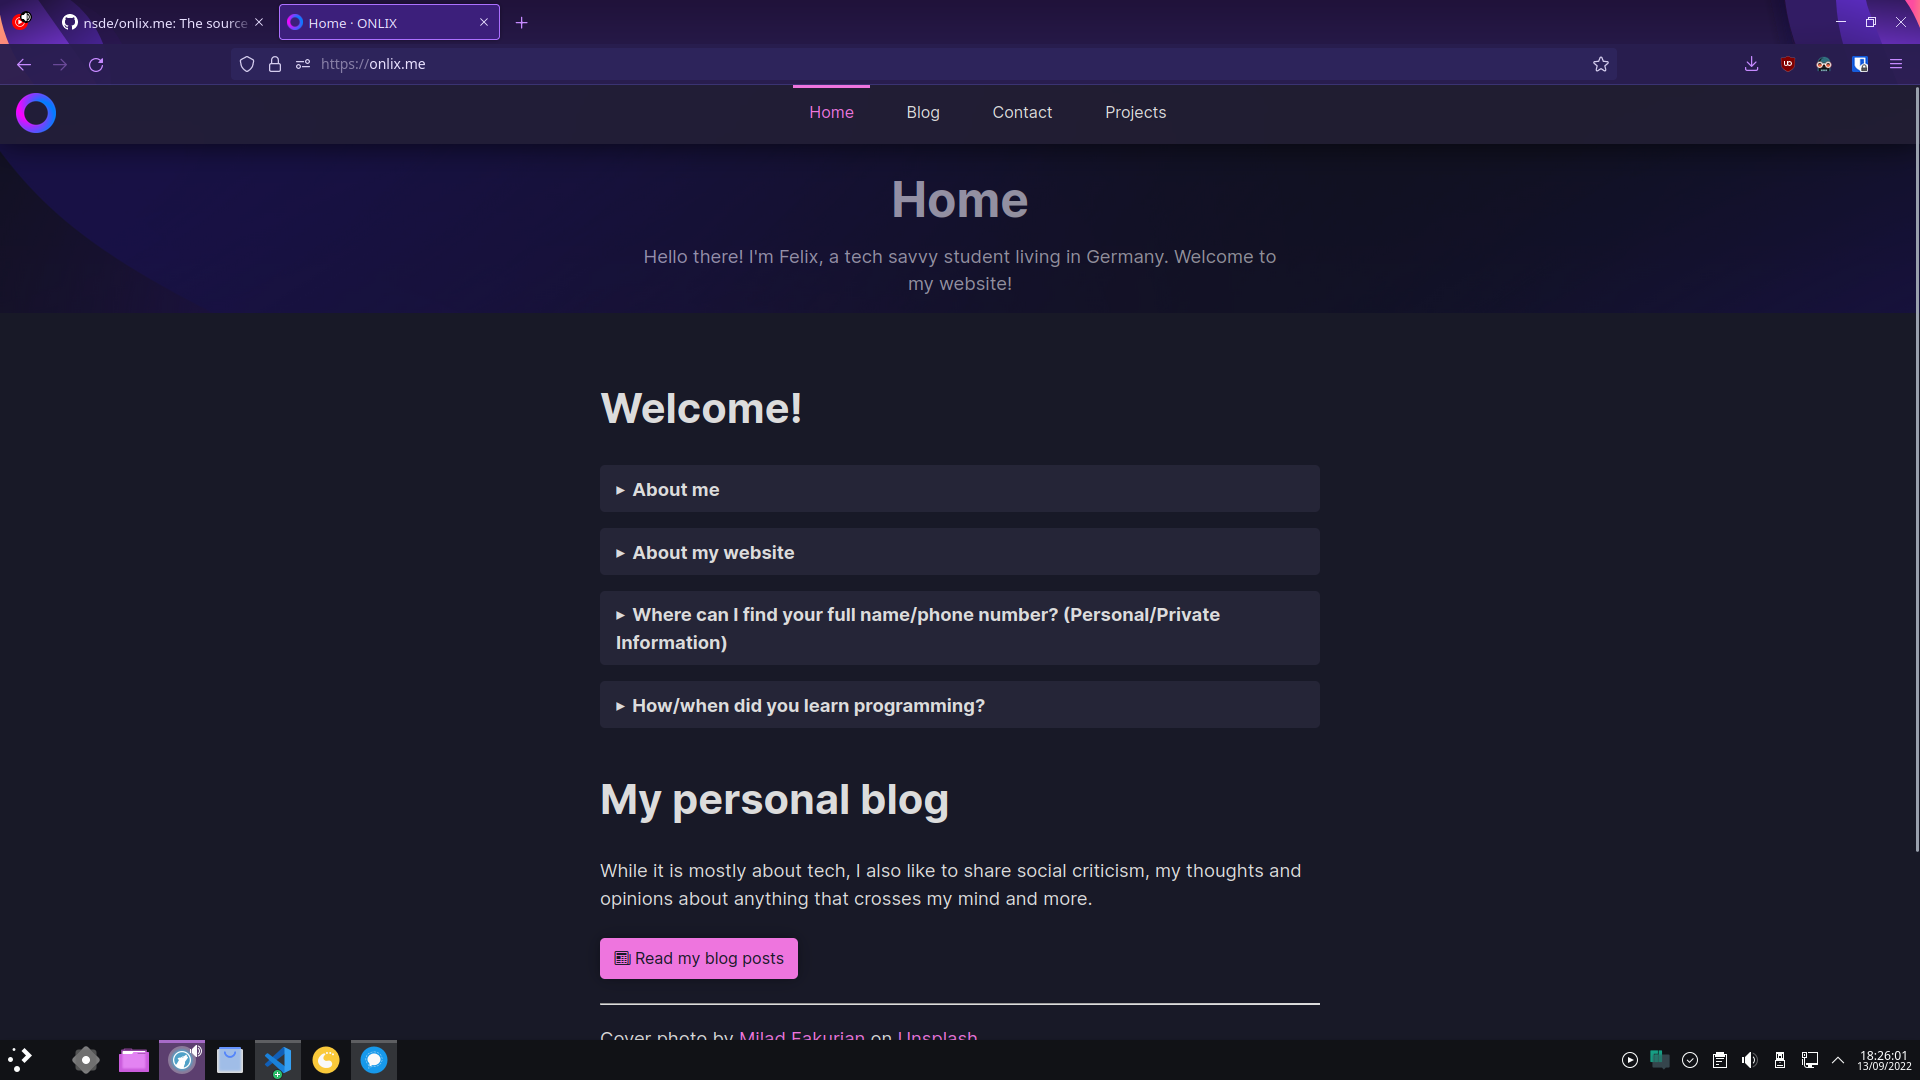 nsde/onlix.me: The source
Home · ONLIX
https://onlix.me
Home
Blog
Contact
Projects
Home
Hello there! I'm Felix, a tech savvy student living in Germany. Welcome to
my website!
Welcome!
▸ About me
▸ About my website
▸ Where can I find your full name/phone number? (Personal/Private
Information)
▸ How/when did you learn programming?
My personal blog
While it is mostly about tech, I also like to share social criticism, my thoughts and
opinions about anything that crosses my mind and more.
Read my blog posts
Cover photo by Milad Fakurian on Unsplash
18:26:01
13/09/2022